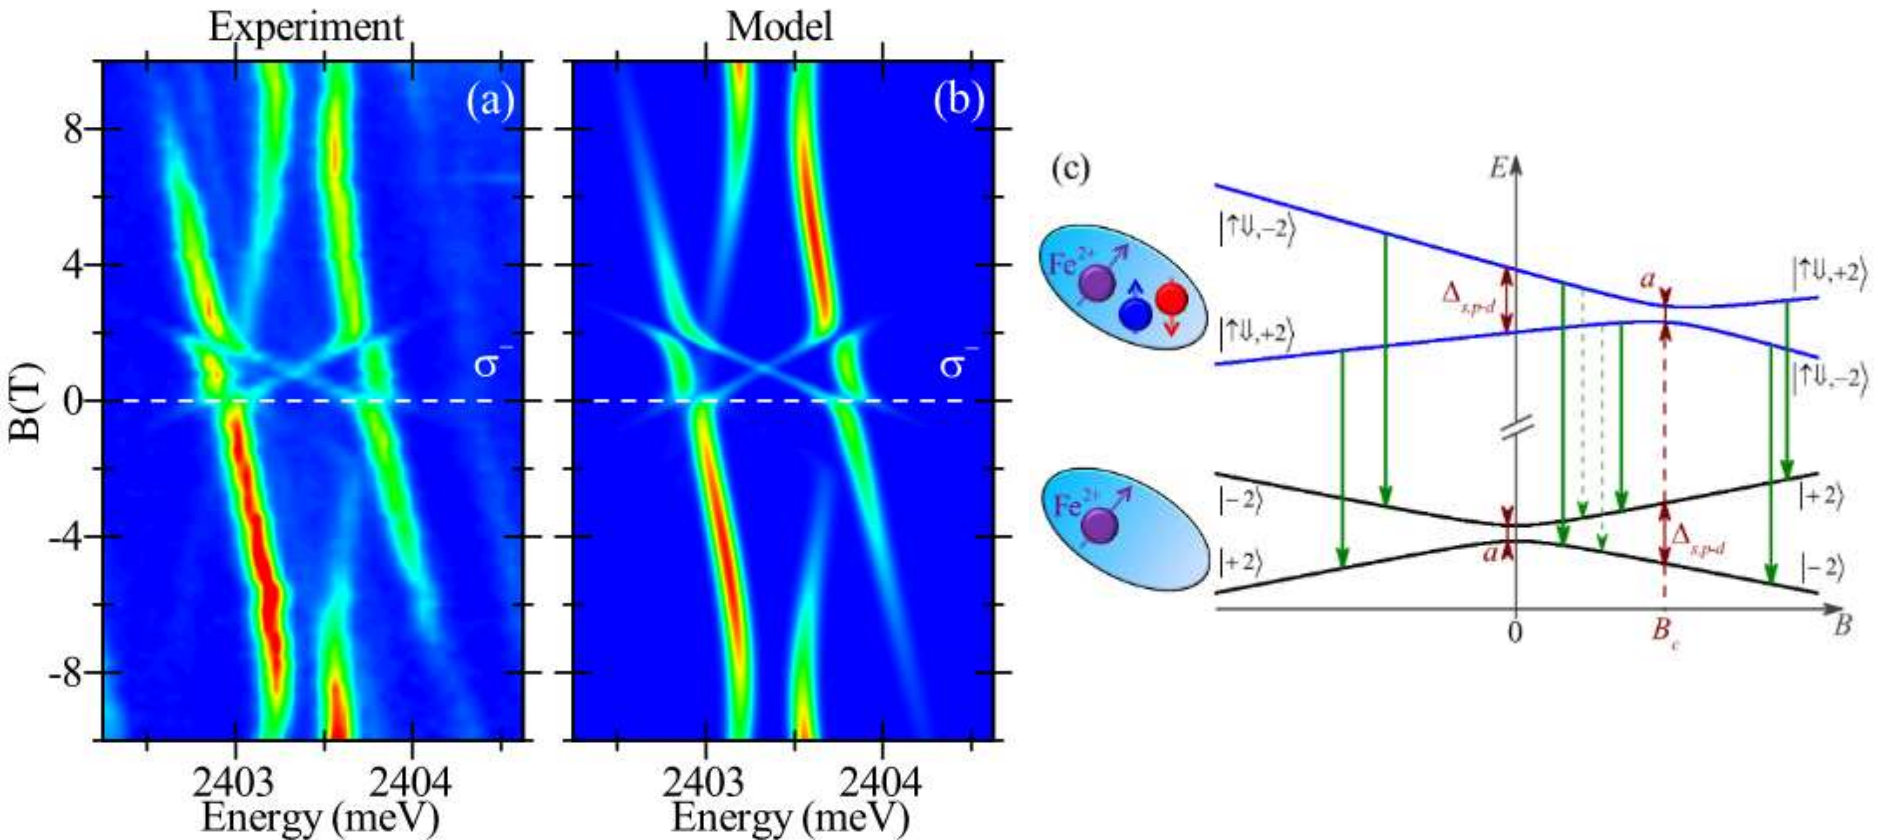 Experiment
Model
(a)
(b)
8
4
0
-4
-8
B(T)
σ⁻
σ⁻
2403
2404
2403
2404
Energy (meV)
Energy (meV)
(c)
E
|↑⇓,-2⟩
|↑⇓,+2⟩
Δs,p-d
a
|↑⇓,+2⟩
|↑⇓,-2⟩
Fe²⁺
Fe²⁺
|-2⟩
|+2⟩
a
Δs,p-d
|+2⟩
|-2⟩
0
Bc
B